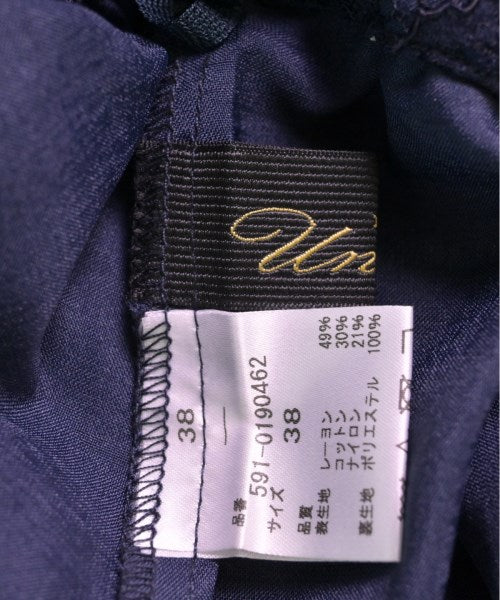 Un
38
—
品番
591-0190462
サイズ
38
品質
表生地 レーヨン 49%
コットン 30%
ナイロン 21%
裏生地 ポリエステル 100%